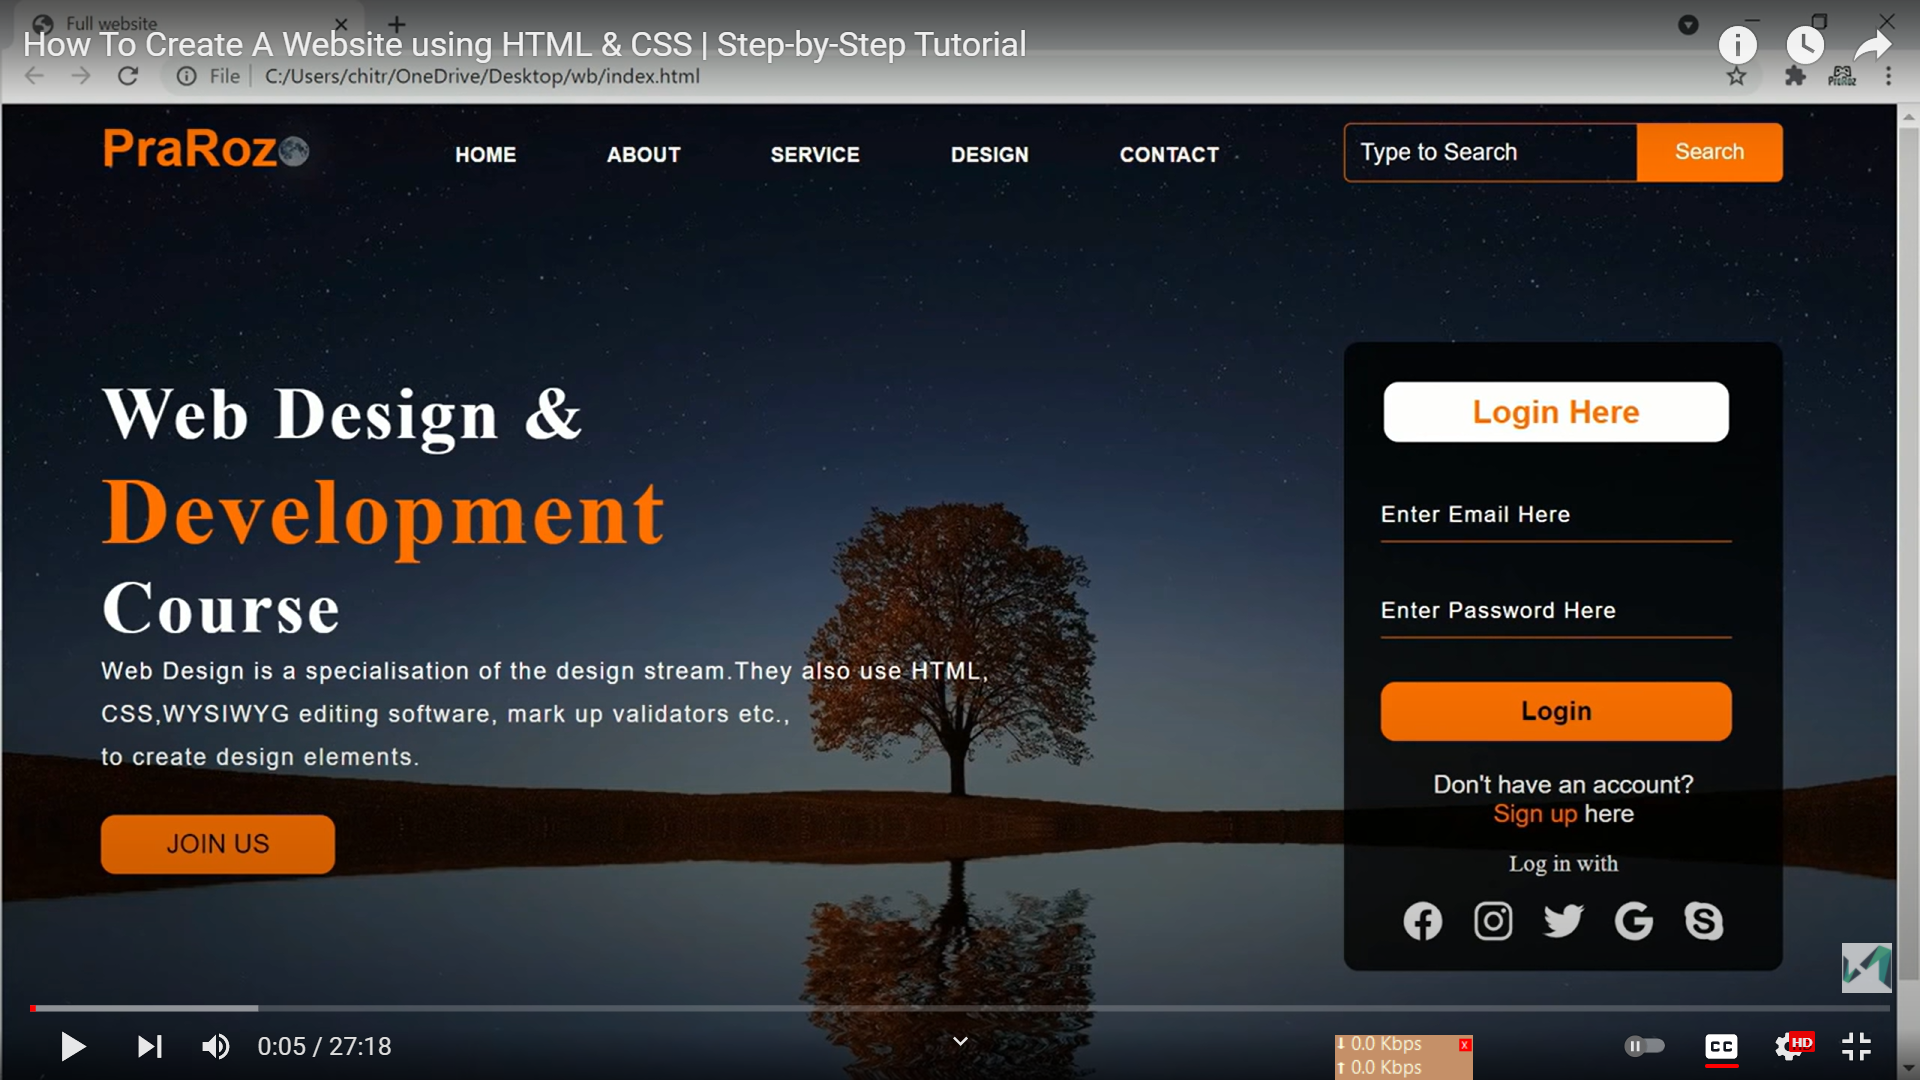 Full website
How To Create A Website using HTML & CSS | Step-by-Step Tutorial
File
C:/Users/chitr/OneDrive/Desktop/wb/index.html
PraRoz
HOME
ABOUT
SERVICE
DESIGN
CONTACT
Type to Search
Search
Web Design &
Development
Course
Web Design is a specialisation of the design stream.They also use HTML,
CSS,WYSIWYG editing software, mark up validators etc.,
to create design elements.
JOIN US
Login Here
Enter Email Here
Enter Password Here
Login
Don't have an account?
Sign up here
Log in with
0:05 / 27:18
0.0 Kbps
x
0.0 Kbps
CC
HD